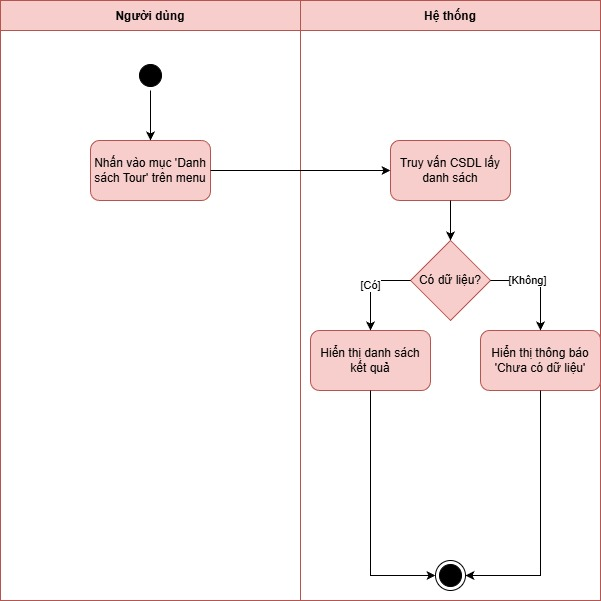 Người dùng
Hệ thống
Nhấn vào mục 'Danh
sách Tour' trên menu
Truy vấn CSDL lấy
danh sách
Có dữ liệu?
[Có]
[Không]
Hiển thị danh sách
kết quả
Hiển thị thông báo
'Chưa có dữ liệu'